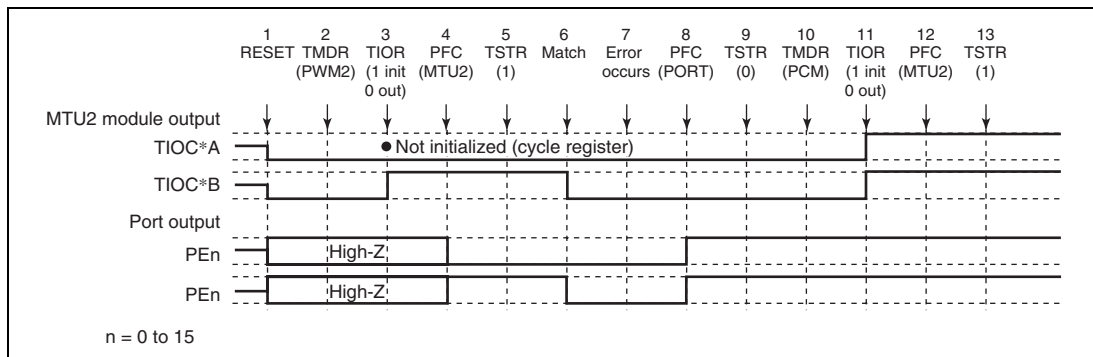 1 2 3 4 5 6 7 8 9 10 11 12 13
RESET TMDR TIOR PFC TSTR Match Error PFC TSTR TMDR TIOR PFC TSTR
(PWM2) (1 init (MTU2) (1) occurs (PORT) (0) (PCM) (1 init (MTU2) (1)
0 out) 0 out)
MTU2 module output
TIOC*A
● Not initialized (cycle register)
TIOC*B
Port output
PEn
High-Z
PEn
High-Z
n = 0 to 15